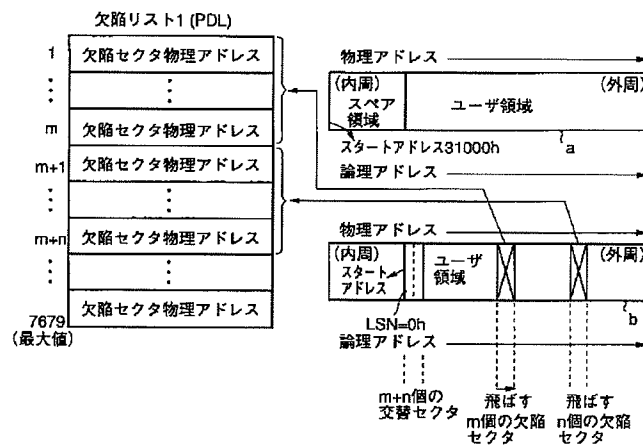 欠陥リスト1 (PDL)
1
欠陥セクタ物理アドレス
m
欠陥セクタ物理アドレス
m+1
欠陥セクタ物理アドレス
m+n
欠陥セクタ物理アドレス
7679
(最大値)
欠陥セクタ物理アドレス
物理アドレス
(内周)
(外周)
スペア
領域
ユーザ領域
スタートアドレス31000h
a
論理アドレス
物理アドレス
(内周)
(外周)
スタート
アドレス
ユーザ
領域
LSN=0h
b
論理アドレス
m+n個の
交替セクタ
飛ばす
m個の欠陥
セクタ
飛ばす
n個の欠陥
セクタ